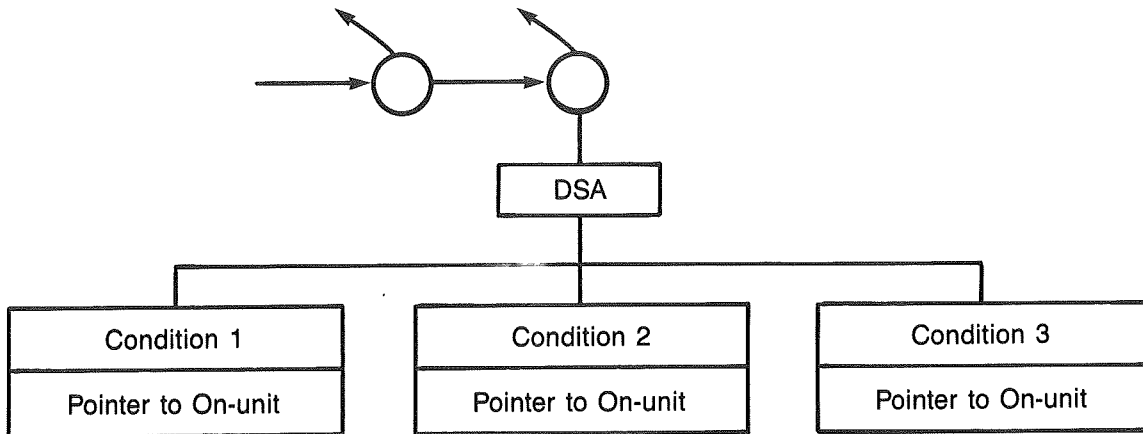 DSA
Condition 1
Pointer to On-unit
Condition 2
Pointer to On-unit
Condition 3
Pointer to On-unit